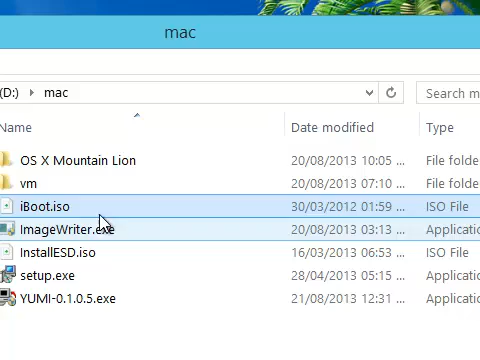 mac
(D:) mac
Search m
Name Date modified Type
OS X Mountain Lion 20/08/2013 10:05 ... File folde
vm 20/08/2013 07:10 ... File folde
iBoot.iso 30/03/2012 01:59 ... ISO File
ImageWriter.exe 20/08/2013 03:13 ... Applicatic
InstallESD.iso 16/03/2013 06:53 ... ISO File
setup.exe 28/04/2013 05:15 ... Applicatic
YUMI-0.1.0.5.exe 21/08/2013 12:31 ... Applicatic